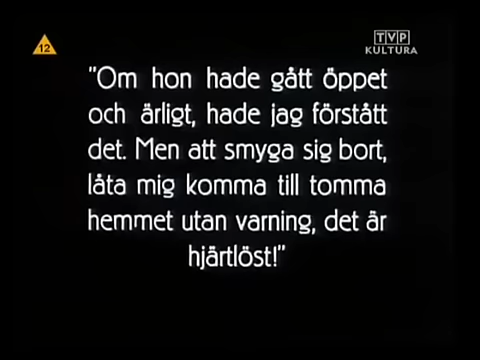 12
TVP
KULTURA
"Om hon hade gått öppet
och ärligt, hade jag förstått
det. Men att smyga sig bort,
låta mig komma till tomma
hemmet utan varning, det är
hjärtlöst!"